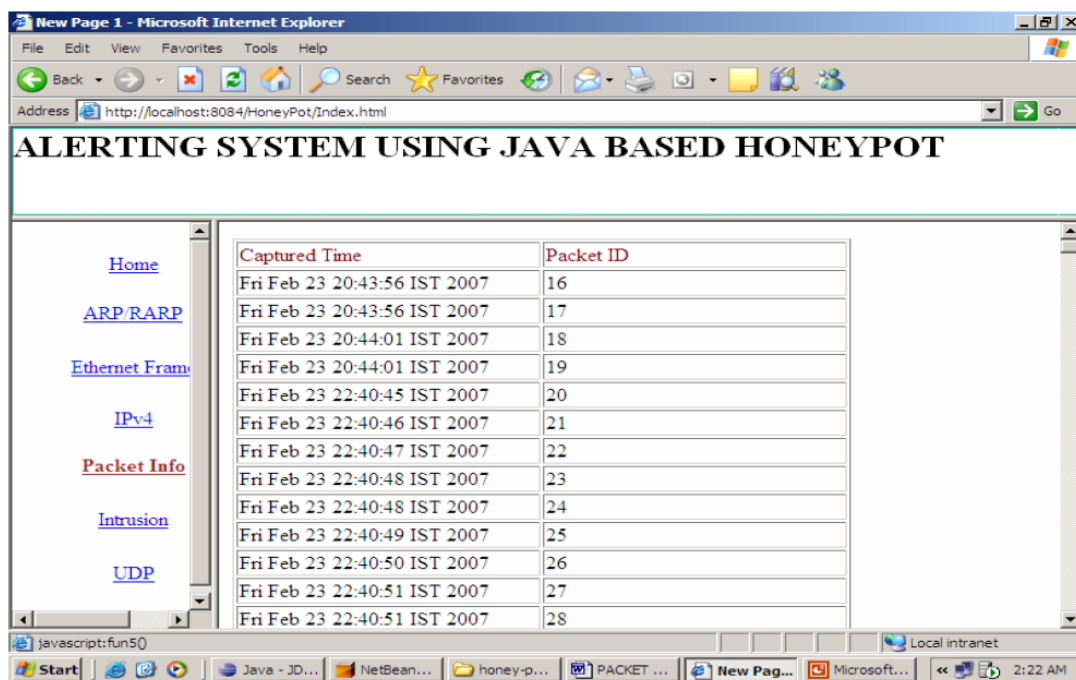 New Page 1 - Microsoft Internet Explorer
File Edit View Favorites Tools Help
Back Search Favorites
Address http://localhost:8084/HoneyPot/Index.html Go
ALERTING SYSTEM USING JAVA BASED HONEYPOT
Home
ARP/RARP
Ethernet Fram
IPv4
Packet Info
Intrusion
UDP
Captured Time Packet ID
Fri Feb 23 20:43:56 IST 2007 16
Fri Feb 23 20:43:56 IST 2007 17
Fri Feb 23 20:44:01 IST 2007 18
Fri Feb 23 20:44:01 IST 2007 19
Fri Feb 23 22:40:45 IST 2007 20
Fri Feb 23 22:40:46 IST 2007 21
Fri Feb 23 22:40:47 IST 2007 22
Fri Feb 23 22:40:48 IST 2007 23
Fri Feb 23 22:40:48 IST 2007 24
Fri Feb 23 22:40:49 IST 2007 25
Fri Feb 23 22:40:50 IST 2007 26
Fri Feb 23 22:40:51 IST 2007 27
Fri Feb 23 22:40:51 IST 2007 28
javascript:fun5() Local intranet
Start Java - JD... NetBean... honey-p... PACKET ... New Pag... Microsoft... « 2:22 AM